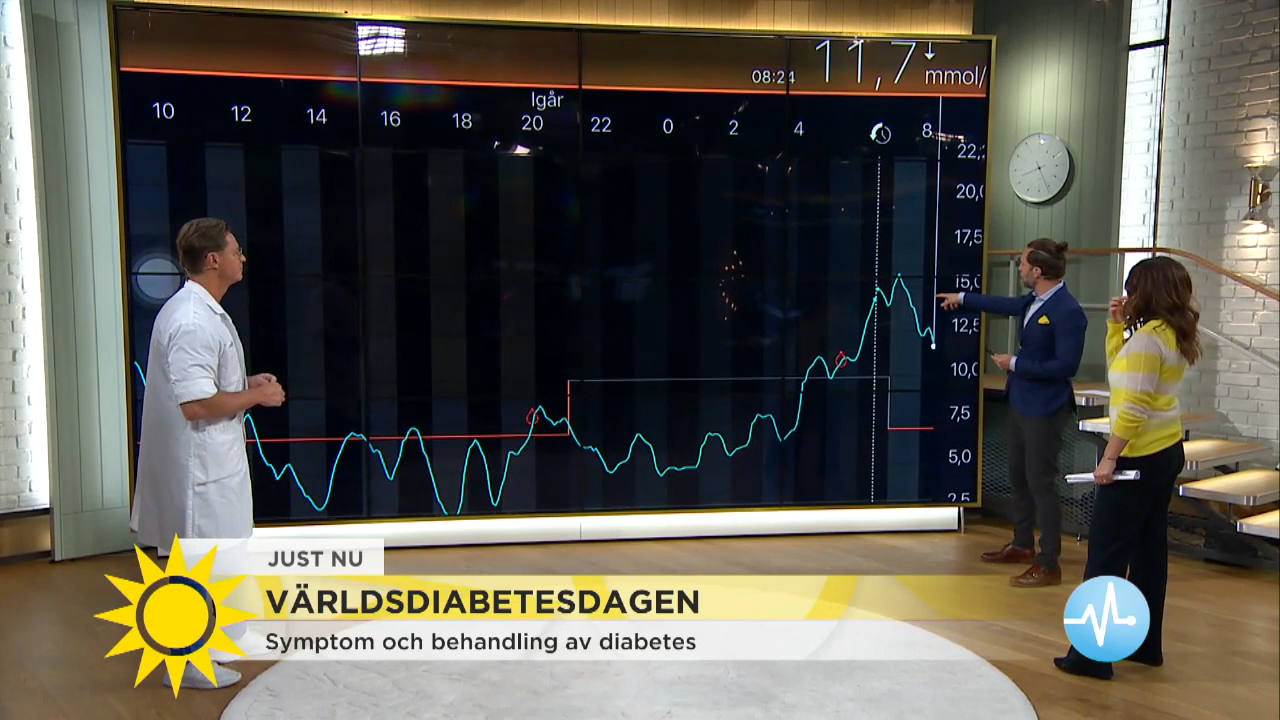 08:24 11,7 mmol/
Igår
10 12 14 16 18 20 22 0 2 4 8
22,
20,0
17,5
15,0
12,5
10,0
7,5
5,0
2,5
JUST NU
VÄRLDSDIABETESDAGEN
Symptom och behandling av diabetes